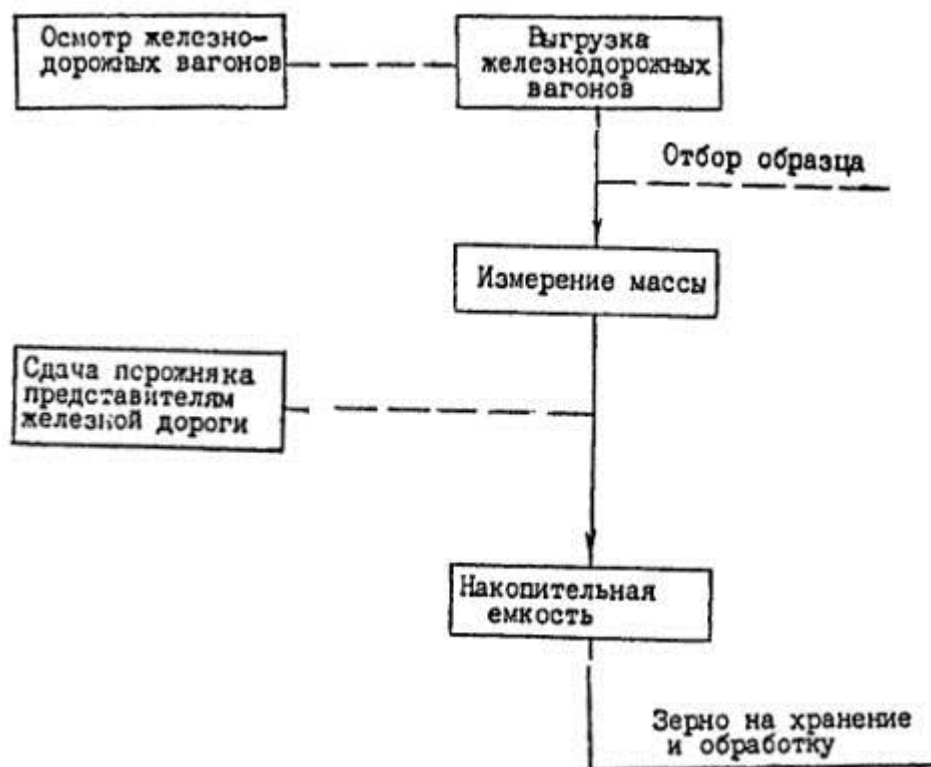 Осмотр железно-
дорожных вагонов
Выгрузка
железнодорожных
вагонов
Отбор образца
Измерение массы
Сдача порожняка
представителям
железной дороги
Накопительная
емкость
Зерно на хранение
и обработку